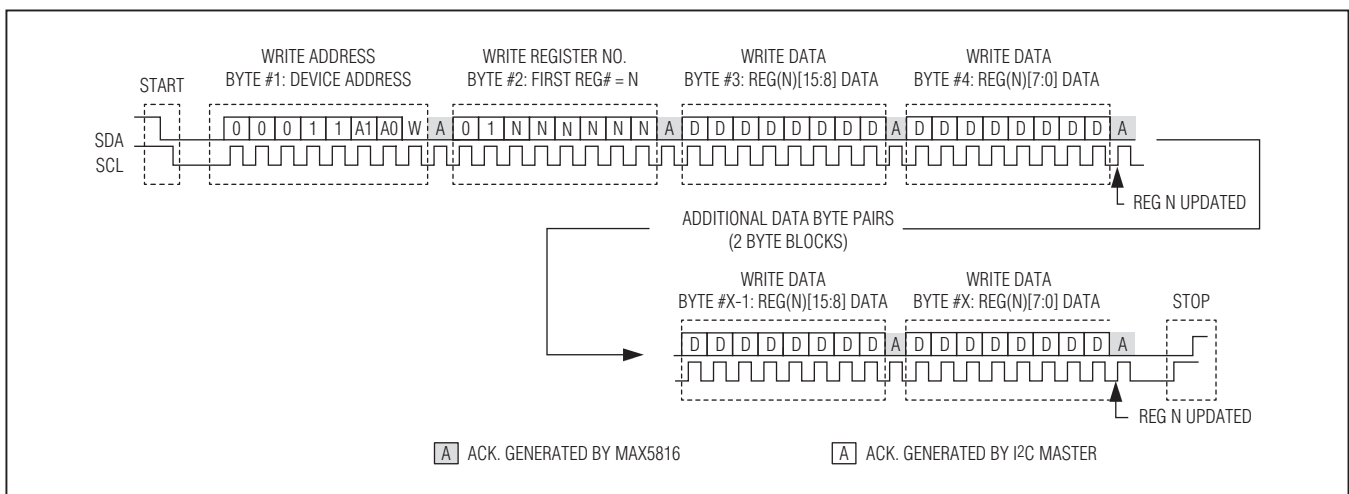 WRITE ADDRESS
BYTE #1: DEVICE ADDRESS
WRITE REGISTER NO.
BYTE #2: FIRST REG# = N
WRITE DATA
BYTE #3: REG(N)[15:8] DATA
WRITE DATA
BYTE #4: REG(N)[7:0] DATA
START
SDA
SCL
0 0 0 1 1 A1 A0 W A 0 1 N N N N N N A D D D D D D D D A D D D D D D D D A
REG N UPDATED
ADDITIONAL DATA BYTE PAIRS
(2 BYTE BLOCKS)
WRITE DATA
BYTE #X-1: REG(N)[15:8] DATA
WRITE DATA
BYTE #X: REG(N)[7:0] DATA
STOP
D D D D D D D D A D D D D D D D D A
REG N UPDATED
A ACK. GENERATED BY MAX5816
A ACK. GENERATED BY I²C MASTER